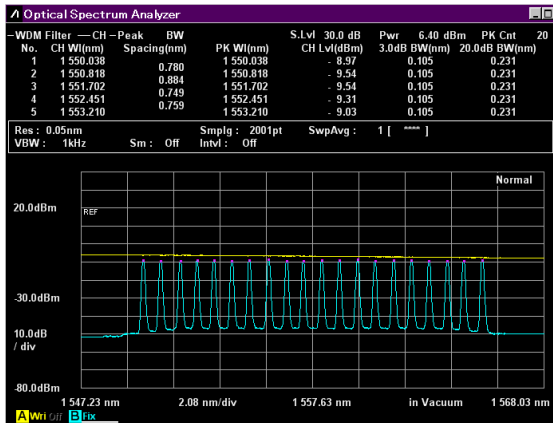 Λ Optical Spectrum Analyzer
-WDM Filter — CH -Peak BW S.Lvl 30.0 dB Pwr 6.40 dBm PK Cnt 20
No. CH Wl(nm) Spacing(nm) PK Wl(nm) CH Lvl(dBm) 3.0dB BW(nm) 20.0dB BW(nm)
1 1 550.038 1 550.038 - 8.97 0.105 0.231
0.780
2 1 550.818 1 550.818 - 9.54 0.105 0.231
0.884
3 1 551.702 1 551.702 - 9.54 0.105 0.231
0.749
4 1 552.451 1 552.451 - 9.31 0.105 0.231
0.759
5 1 553.210 1 553.210 - 9.03 0.105 0.231
Res : 0.05nm Smplg : 2001pt SwpAvg : 1 [ **** ]
VBW : 1kHz Sm : Off Intvl : Off
Normal
20.0dBm
REF
-30.0dBm
10.0dB
/ div
-80.0dBm
1 547.23 nm 2.08 nm/div 1 557.63 nm in Vacuum 1 568.03 nm
A Wri Off B Fix